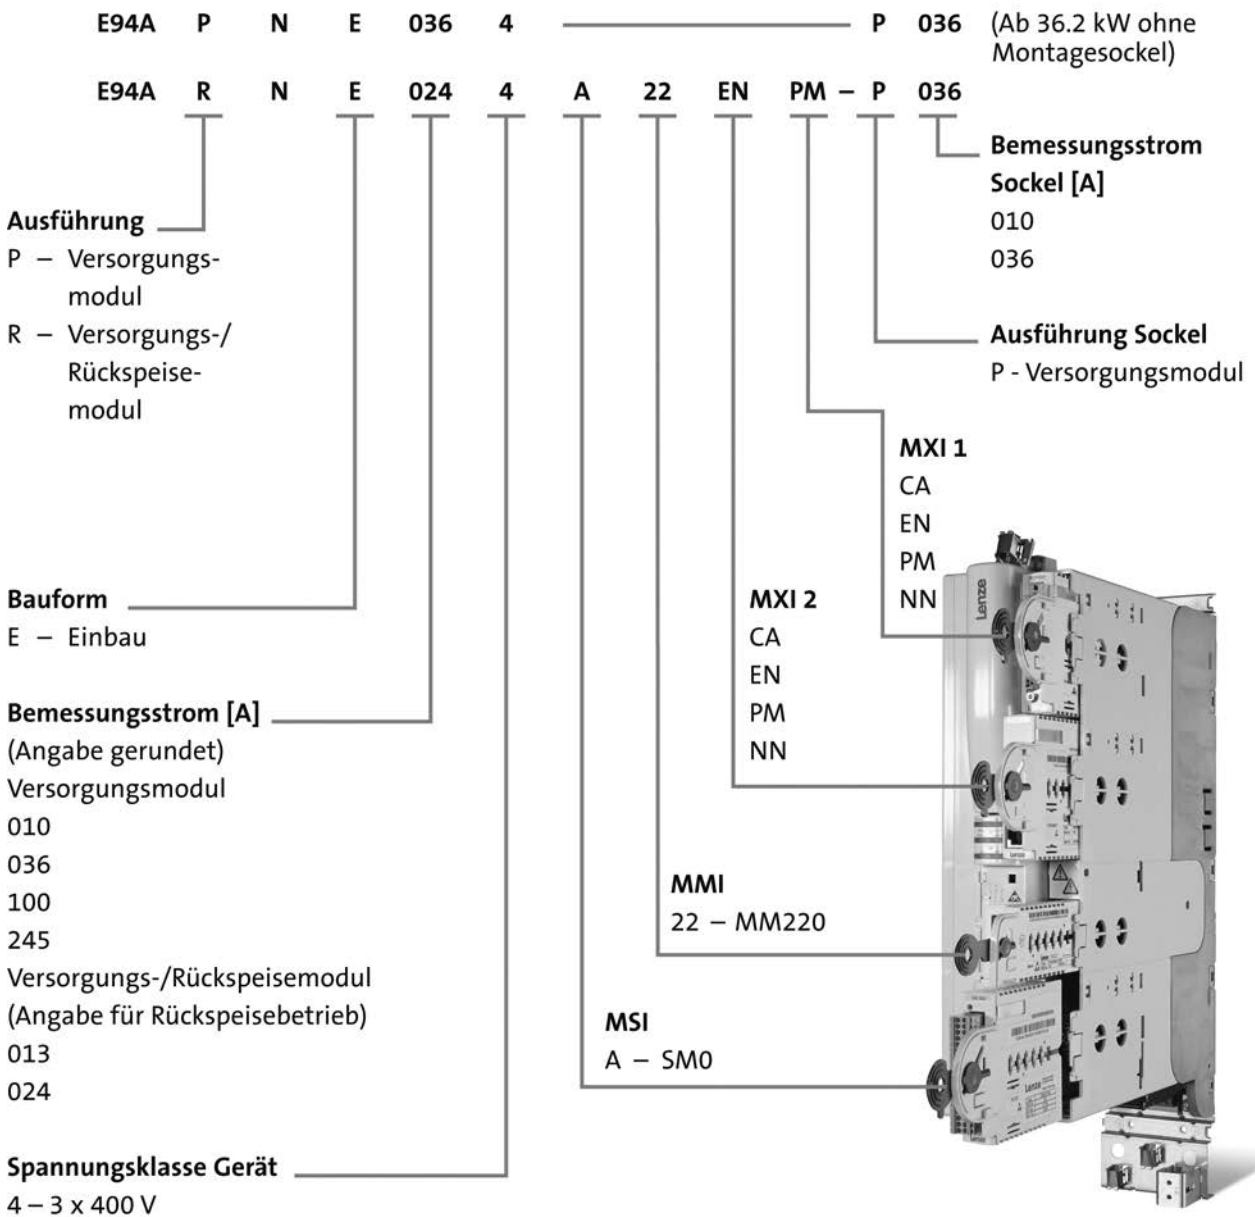 E94A P N E 036 4 P 036 (Ab 36.2 kW ohne
Montagesockel)
E94A R N E 024 4 A 22 EN PM – P 036
Bemessungsstrom
Sockel [A]
010
036
Ausführung
P – Versorgungs-
modul
R – Versorgungs-/
Rückspeise-
modul
Ausführung Sockel
P - Versorgungsmodul
MXI 1
CA
EN
PM
NN
Bauform
E – Einbau
MXI 2
CA
EN
PM
NN
Bemessungsstrom [A]
(Angabe gerundet)
Versorgungsmodul
010
036
100
245
Versorgungs-/Rückspeisemodul
(Angabe für Rückspeisebetrieb)
013
024
MMI
22 – MM220
MSI
A – SM0
Spannungsklasse Gerät
4 – 3 x 400 V
Lenze
Lenze